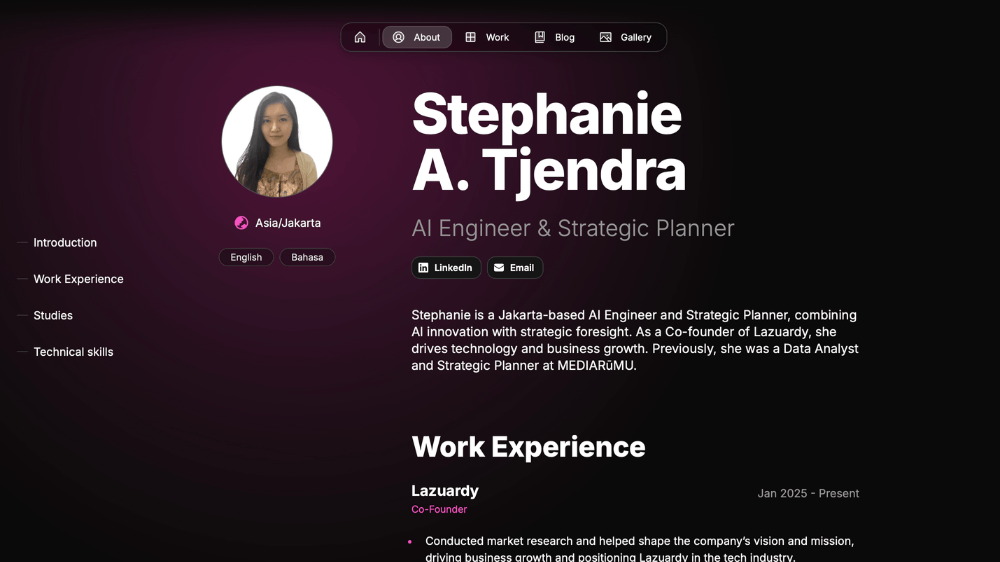 About
Work
Blog
Gallery
Stephanie
A. Tjendra
Asia/Jakarta
AI Engineer & Strategic Planner
Introduction
English
Bahasa
LinkedIn
Email
Work Experience
Studies
Technical skills
Stephanie is a Jakarta-based AI Engineer and Strategic Planner, combining
AI innovation with strategic foresight. As a Co-founder of Lazuardy, she
drives technology and business growth. Previously, she was a Data Analyst
and Strategic Planner at MEDIARūMU.
Work Experience
Lazuardy
Jan 2025 - Present
Co-Founder
Conducted market research and helped shape the company’s vision and mission,
driving business growth and positioning Lazuardy in the tech industry.